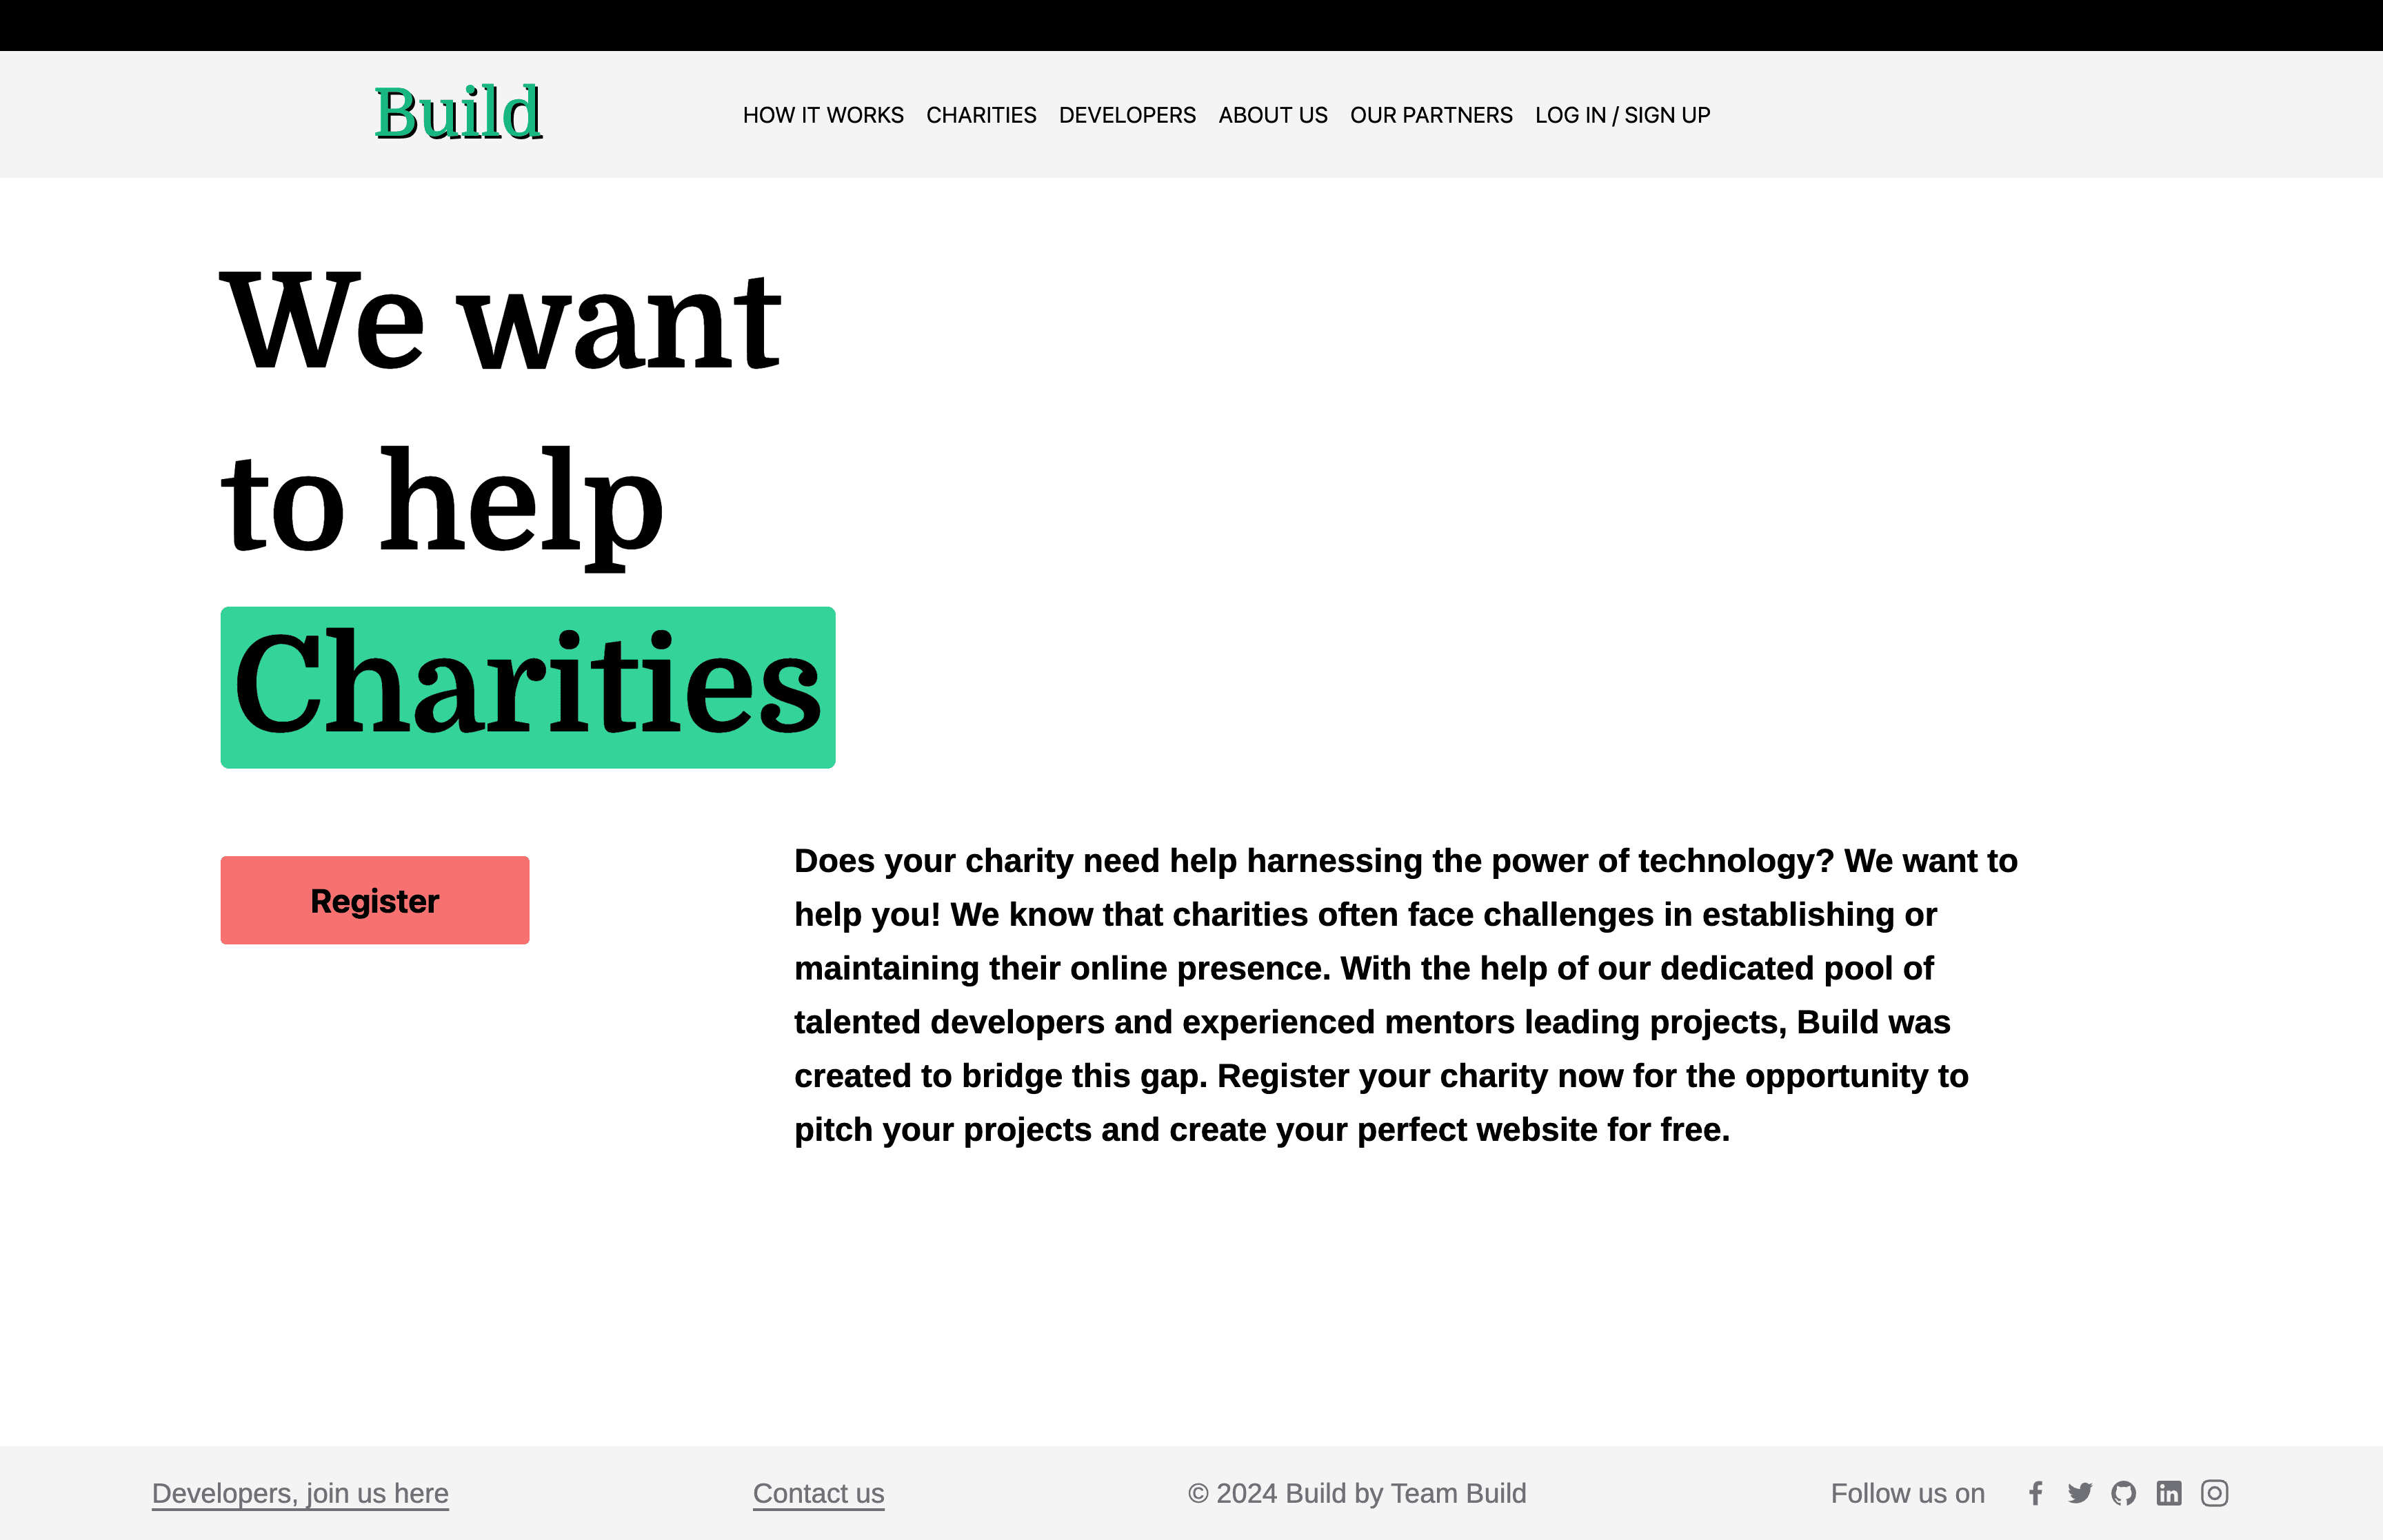 Build
HOW IT WORKS CHARITIES DEVELOPERS ABOUT US OUR PARTNERS LOG IN / SIGN UP
We want
to help
Charities
Register
Does your charity need help harnessing the power of technology? We want to
help you! We know that charities often face challenges in establishing or
maintaining their online presence. With the help of our dedicated pool of
talented developers and experienced mentors leading projects, Build was
created to bridge this gap. Register your charity now for the opportunity to
pitch your projects and create your perfect website for free.
Developers, join us here
Contact us
© 2024 Build by Team Build
Follow us on